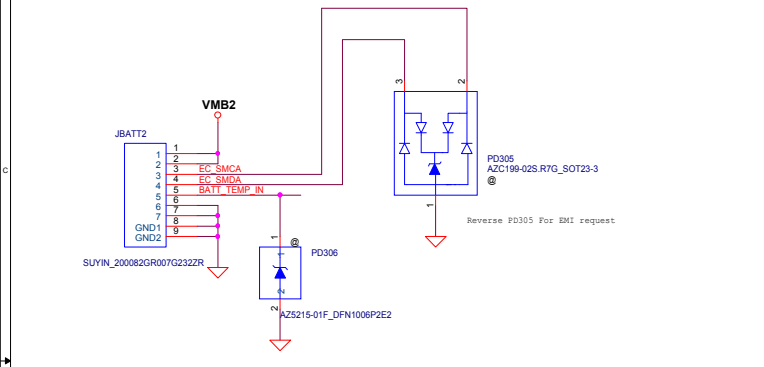 C
VMB2
JBATT2
1
2
3
4
5
6
7
8
9
1
2
3
4
5
6
7
GND1
GND2
EC_SMCA
EC_SMDA
BATT_TEMP_IN
SUYIN_200082GR007G232ZR
3
2
1
PD305
AZC199-02S.R7G_SOT23-3
@
Reverse PD305 For EMI request
1
@
1
2
2
PD306
AZ5215-01F_DFN1006P2E2